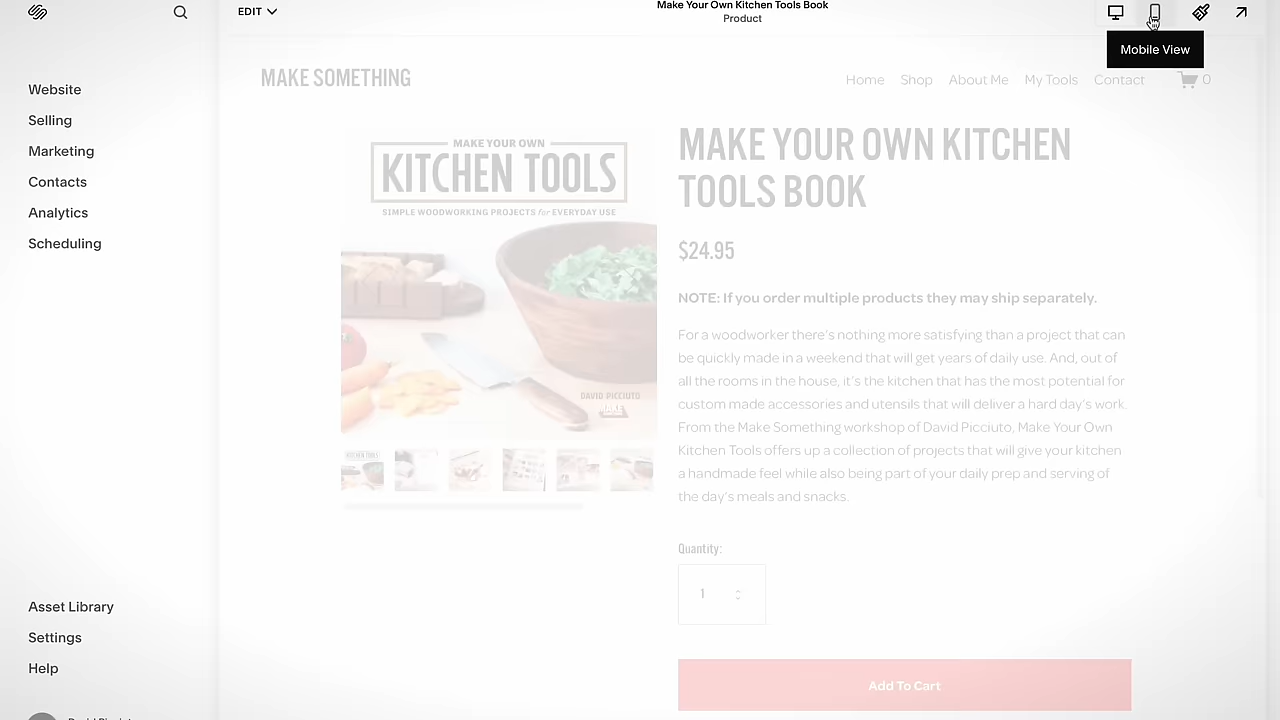 EDIT
Make Your Own Kitchen Tools Book
Product
Mobile View
Website
Selling
Marketing
Contacts
Analytics
Scheduling
Asset Library
Settings
Help
MAKE SOMETHING
Home Shop About Me My Tools Contact 0
MAKE YOUR OWN
KITCHEN TOOLS
SIMPLE WOODWORKING PROJECTS for EVERYDAY USE
DAVID PICCIUTO
MAKE
MAKE YOUR OWN KITCHEN
TOOLS BOOK
$24.95
NOTE: If you order multiple products they may ship separately.
For a woodworker there's nothing more satisfying than a project that can
be quickly made in a weekend that will get years of daily use. And, out of
all the rooms in the house, it's the kitchen that has the most potential for
custom made accessories and utensils that will deliver a hard day's work.
From the Make Something workshop of David Picciuto, Make Your Own
Kitchen Tools offers up a collection of projects that will give your kitchen
a handmade feel while also being part of your daily prep and serving of
the day's meals and snacks.
Quantity:
1
Add To Cart